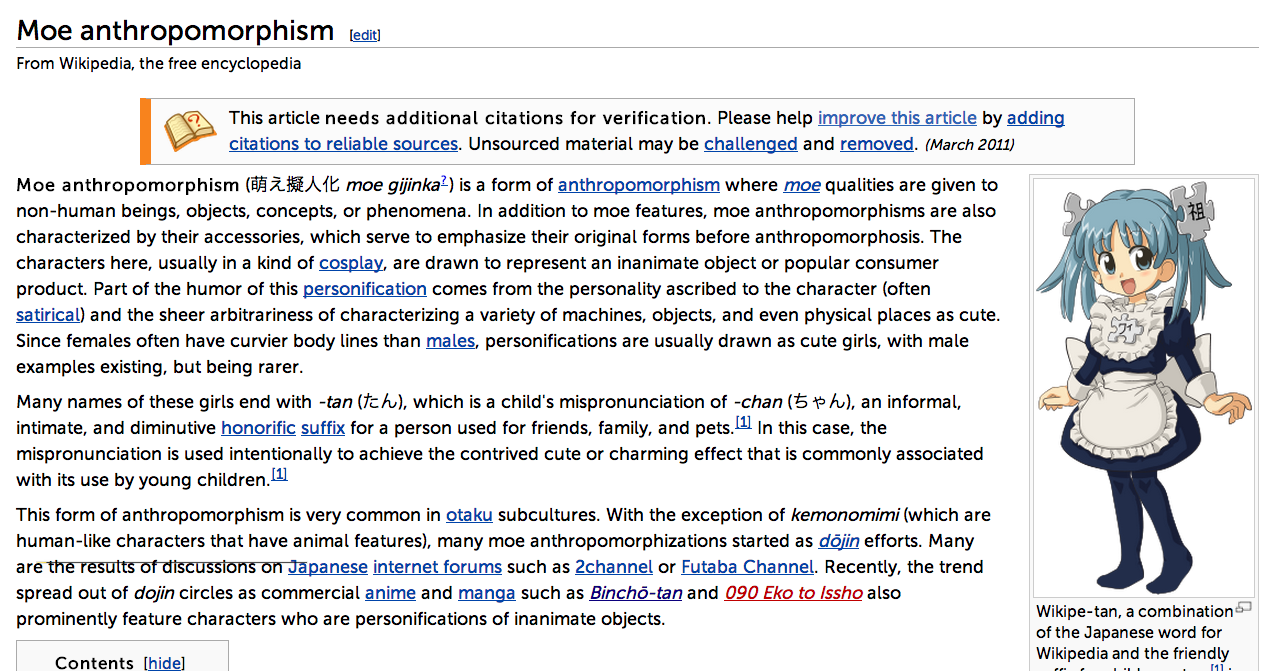 Moe anthropomorphism [edit]
From Wikipedia, the free encyclopedia
This article needs additional citations for verification. Please help improve this article by adding
citations to reliable sources. Unsourced material may be challenged and removed. (March 2011)
Moe anthropomorphism (萌え擬人化 moe gijinka?) is a form of anthropomorphism where moe qualities are given to
non-human beings, objects, concepts, or phenomena. In addition to moe features, moe anthropomorphisms are also
characterized by their accessories, which serve to emphasize their original forms before anthropomorphosis. The
characters here, usually in a kind of cosplay, are drawn to represent an inanimate object or popular consumer
product. Part of the humor of this personification comes from the personality ascribed to the character (often
satirical) and the sheer arbitrariness of characterizing a variety of machines, objects, and even physical places as cute.
Since females often have curvier body lines than males, personifications are usually drawn as cute girls, with male
examples existing, but being rarer.
Many names of these girls end with -tan (たん), which is a child's mispronunciation of -chan (ちゃん), an informal,
intimate, and diminutive honorific suffix for a person used for friends, family, and pets.[1] In this case, the
mispronunciation is used intentionally to achieve the contrived cute or charming effect that is commonly associated
with its use by young children.[1]
This form of anthropomorphism is very common in otaku subcultures. With the exception of kemonomimi (which are
human-like characters that have animal features), many moe anthropomorphizations started as dōjin efforts. Many
are the results of discussions on Japanese internet forums such as 2channel or Futaba Channel. Recently, the trend
spread out of dojin circles as commercial anime and manga such as Binchō-tan and 090 Eko to Issho also
prominently feature characters who are personifications of inanimate objects.
Contents [hide]
祖
ワィ
Wikipe-tan, a combination
of the Japanese word for
Wikipedia and the friendly